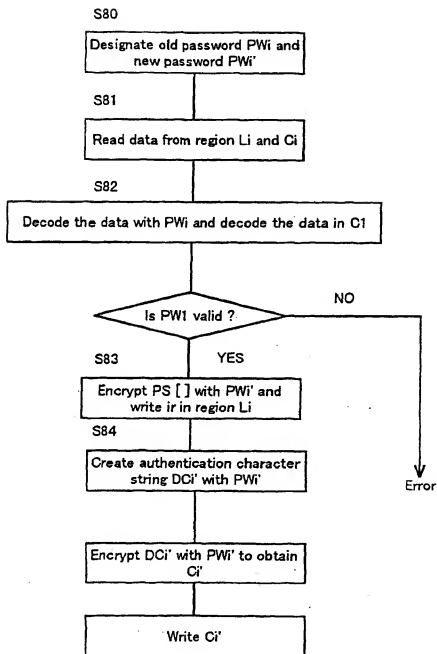 S80
Designate old password PWi and
new password PWi'
S81
Read data from region Li and Ci
S82
Decode the data with PWi and decode the data in C1
Is PW1 valid ?
NO
S83
YES
Encrypt PS [ ] with PWi' and
write ir in region Li
S84
Create authentication character
string DCi' with PWi'
Error
Encrypt DCi' with PWi' to obtain
Ci'
Write Ci'